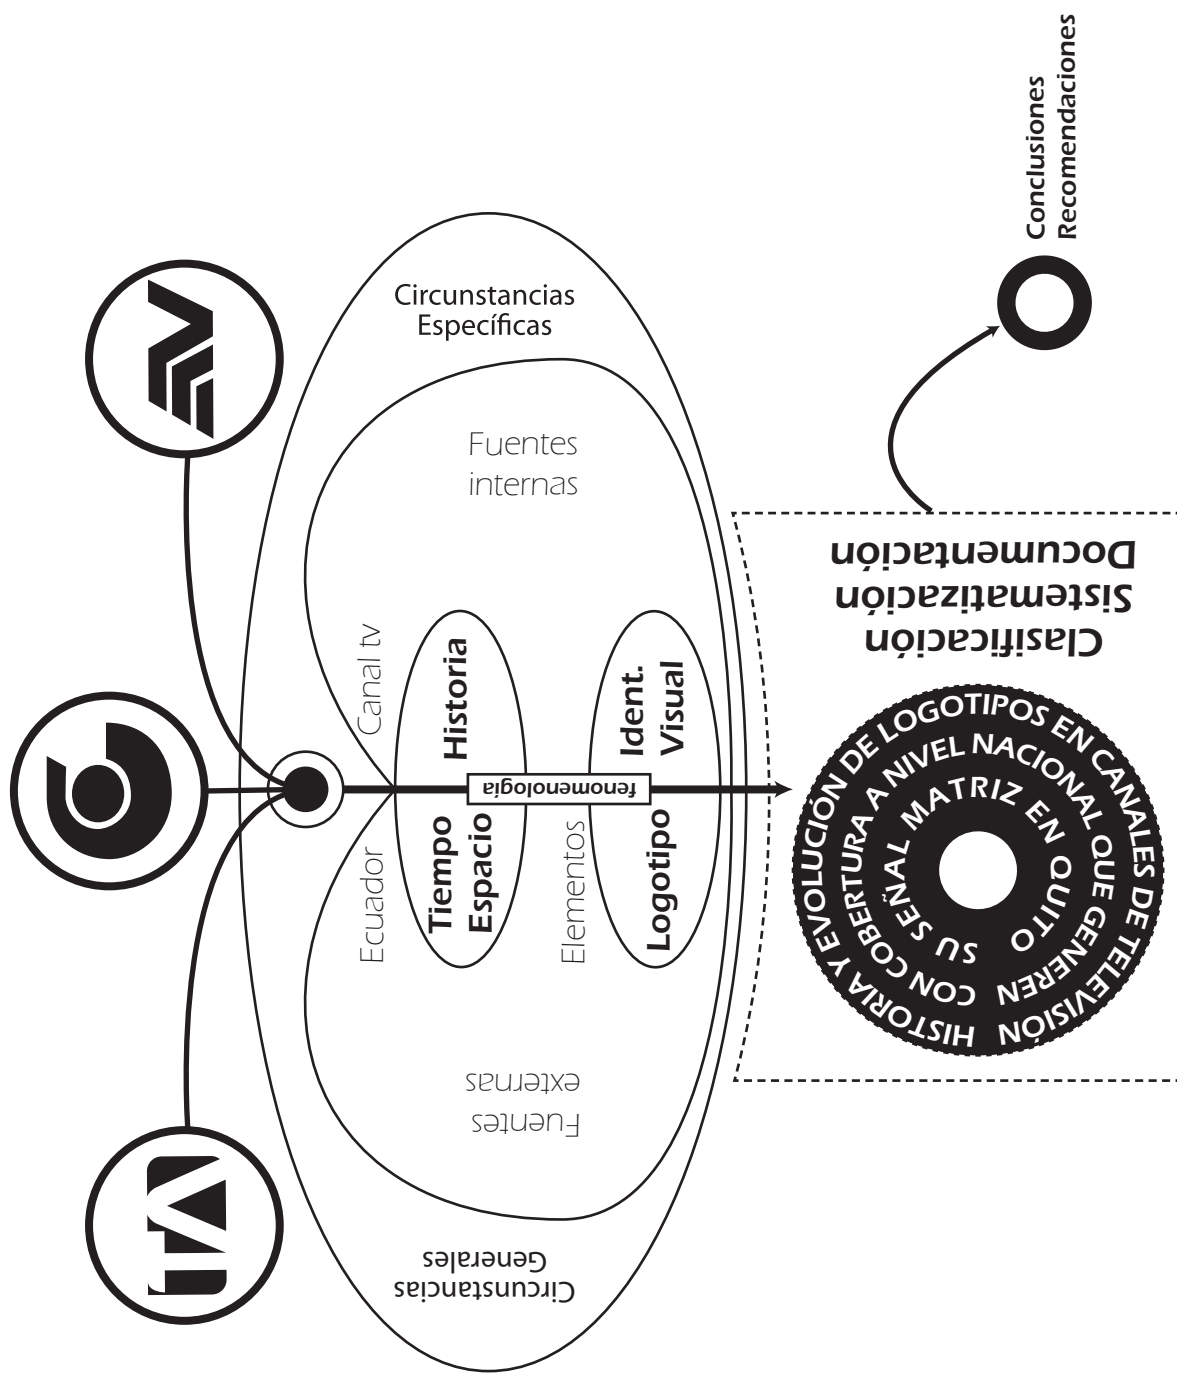 Circunstancias
Específicas
Fuentes
internas
Canal tv
Ecuador
Historia
Tiempo
Espacio
fenomenología
Elementos
Ident.
Visual
Logotipo
Fuentes
externas
Circunstancias
Generales
Clasificación
Sistematización
Documentación
HISTORIA Y EVOLUCIÓN DE LOGOTIPOS EN CANALES DE TELEVISIÓN
CON COBERTURA A NIVEL NACIONAL QUE GENEREN
SU SEÑAL MATRIZ EN QUITO
Conclusiones
Recomendaciones